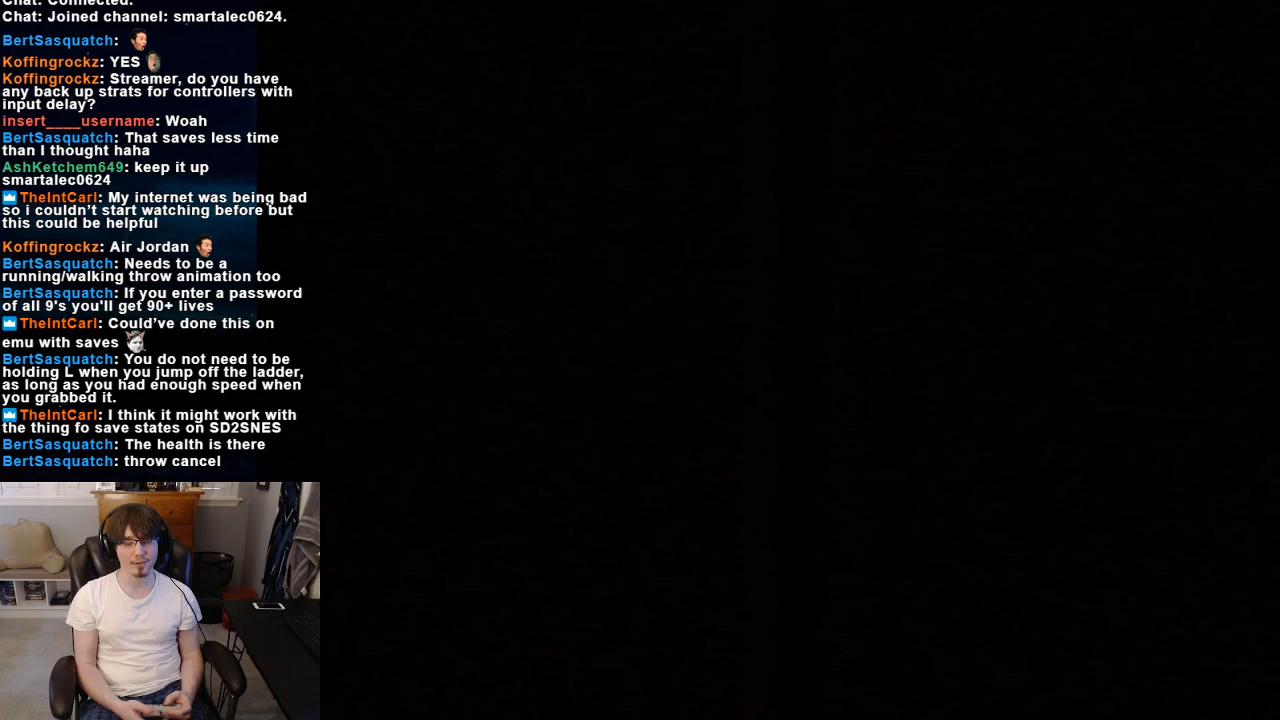 Chat: Connected.
Chat: Joined channel: smartalec0624.
BertSasquatch:
Koffingrockz: YES
Koffingrockz: Streamer, do you have
any back up strats for controllers with
input delay?
insert____username: Woah
BertSasquatch: That saves less time
than I thought haha
AshKetchem649: keep it up
smartalec0624
TheIntCarl: My internet was being bad
so i couldn't start watching before but
this could be helpful
Koffingrockz: Air Jordan
BertSasquatch: Needs to be a
running/walking throw animation too
BertSasquatch: If you enter a password
of all 9's you'll get 90+ lives
TheIntCarl: Could've done this on
emu with saves
BertSasquatch: You do not need to be
holding L when you jump off the ladder,
as long as you had enough speed when
you grabbed it.
TheIntCarl: I think it might work with
the thing fo save states on SD2SNES
BertSasquatch: The health is there
BertSasquatch: throw cancel